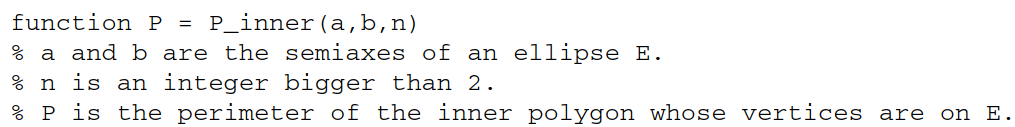 function P = P_inner(a,b,n)
% a and b are the semiaxes of an ellipse E.
% n is an integer bigger than 2.
% P is the perimeter of the inner polygon whose vertices are on E.